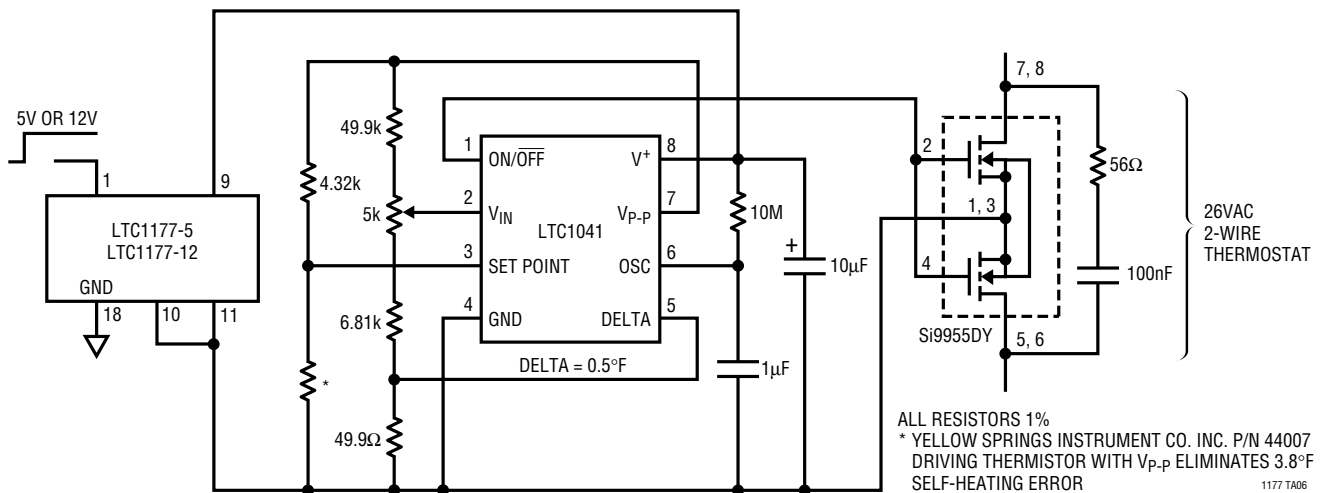 5V OR 12V
1
9
LTC1177-5
LTC1177-12
GND
18
10
11
4.32k
*
49.9k
5k
6.81k
49.9Ω
1
ON/OFF
2
VIN
3
SET POINT
4
GND
LTC1041
8
V+
7
VP-P
6
OSC
5
DELTA
DELTA = 0.5°F
10M
+
10µF
1µF
2
4
1, 3
7, 8
5, 6
Si9955DY
56Ω
100nF
26VAC
2-WIRE
THERMOSTAT
ALL RESISTORS 1%
* YELLOW SPRINGS INSTRUMENT CO. INC. P/N 44007
DRIVING THERMISTOR WITH VP-P ELIMINATES 3.8°F
SELF-HEATING ERROR
1177 TA06